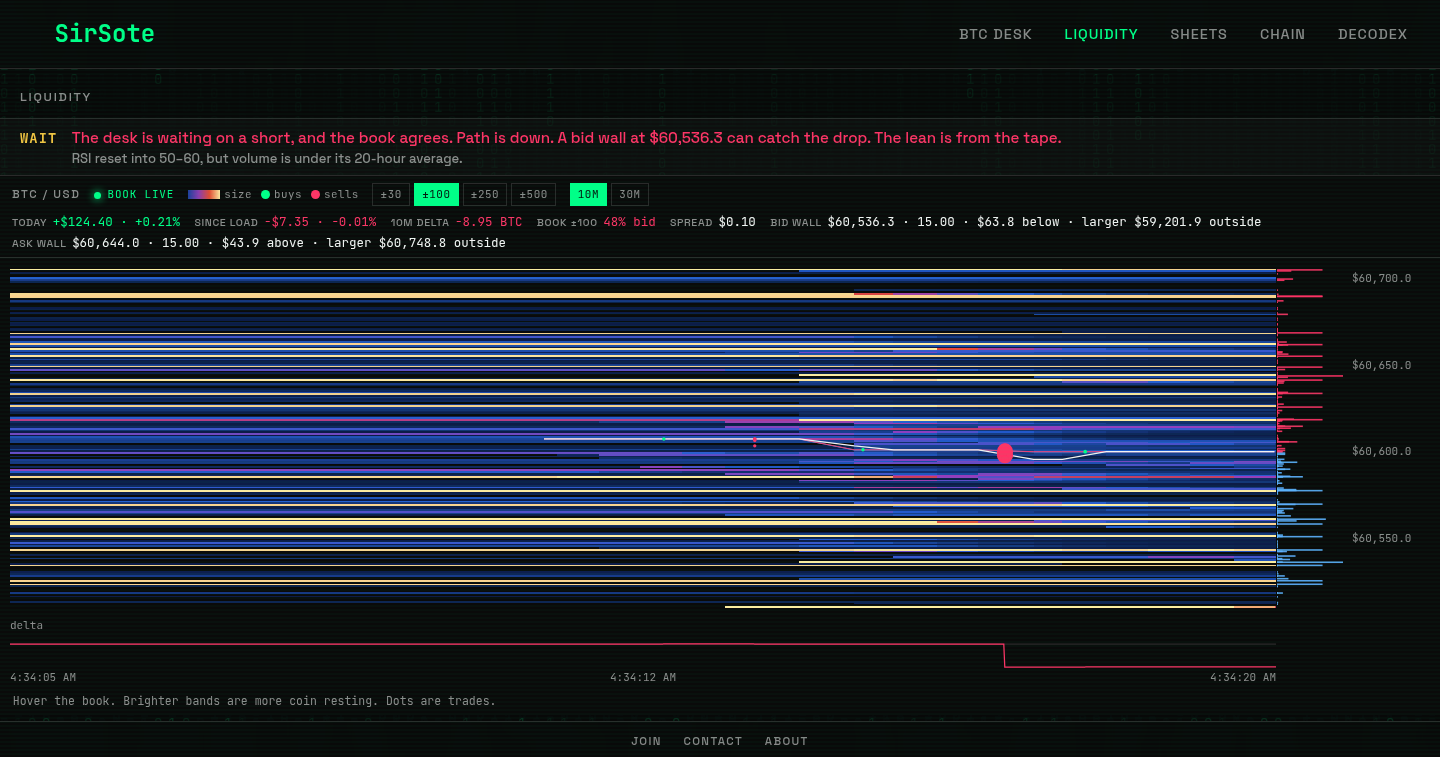 SirSote
BTC DESK LIQUIDITY SHEETS CHAIN DECODEX
LIQUIDITY
WAIT The desk is waiting on a short, and the book agrees. Path is down. A bid wall at $60,536.3 can catch the drop. The lean is from the tape.
RSI reset into 50–60, but volume is under its 20-hour average.
BTC / USD BOOK LIVE size buys sells ±30 ±100 ±250 ±500 10M 30M
TODAY +$124.40 · +0.21% SINCE LOAD -$7.35 · -0.01% 10M DELTA -8.95 BTC BOOK ±100 48% bid SPREAD $0.10 BID WALL $60,536.3 · 15.00 · $63.8 below · larger $59,201.9 outside
ASK WALL $60,644.0 · 15.00 · $43.9 above · larger $60,748.8 outside
$60,700.0
$60,650.0
$60,600.0
$60,550.0
delta
4:34:05 AM 4:34:12 AM 4:34:20 AM
Hover the book. Brighter bands are more coin resting. Dots are trades.
JOIN CONTACT ABOUT